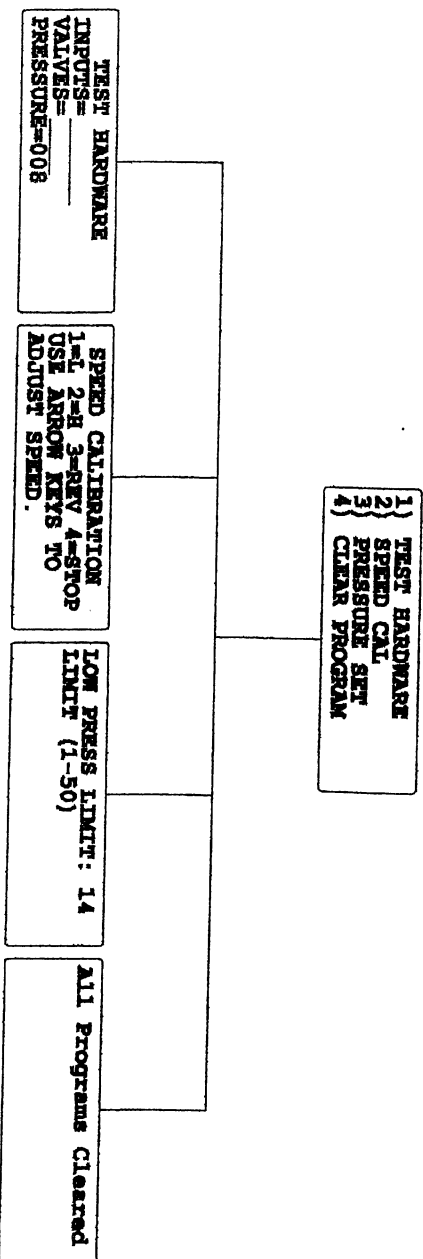 1) TEST HARDWARE
2) SPEED CAL
3) PRESSURE SET
4) CLEAR PROGRAM
TEST HARDWARE
INPUTS=
VALVES=
PRESSURE=008
SPEED CALIBRATION
1=L 2=H 3=REV 4=STOP
USE ARROW KEYS TO
ADJUST SPEED.
LOW PRESS LIMIT: 14
LIMIT (1-50)
All Programs Cleared